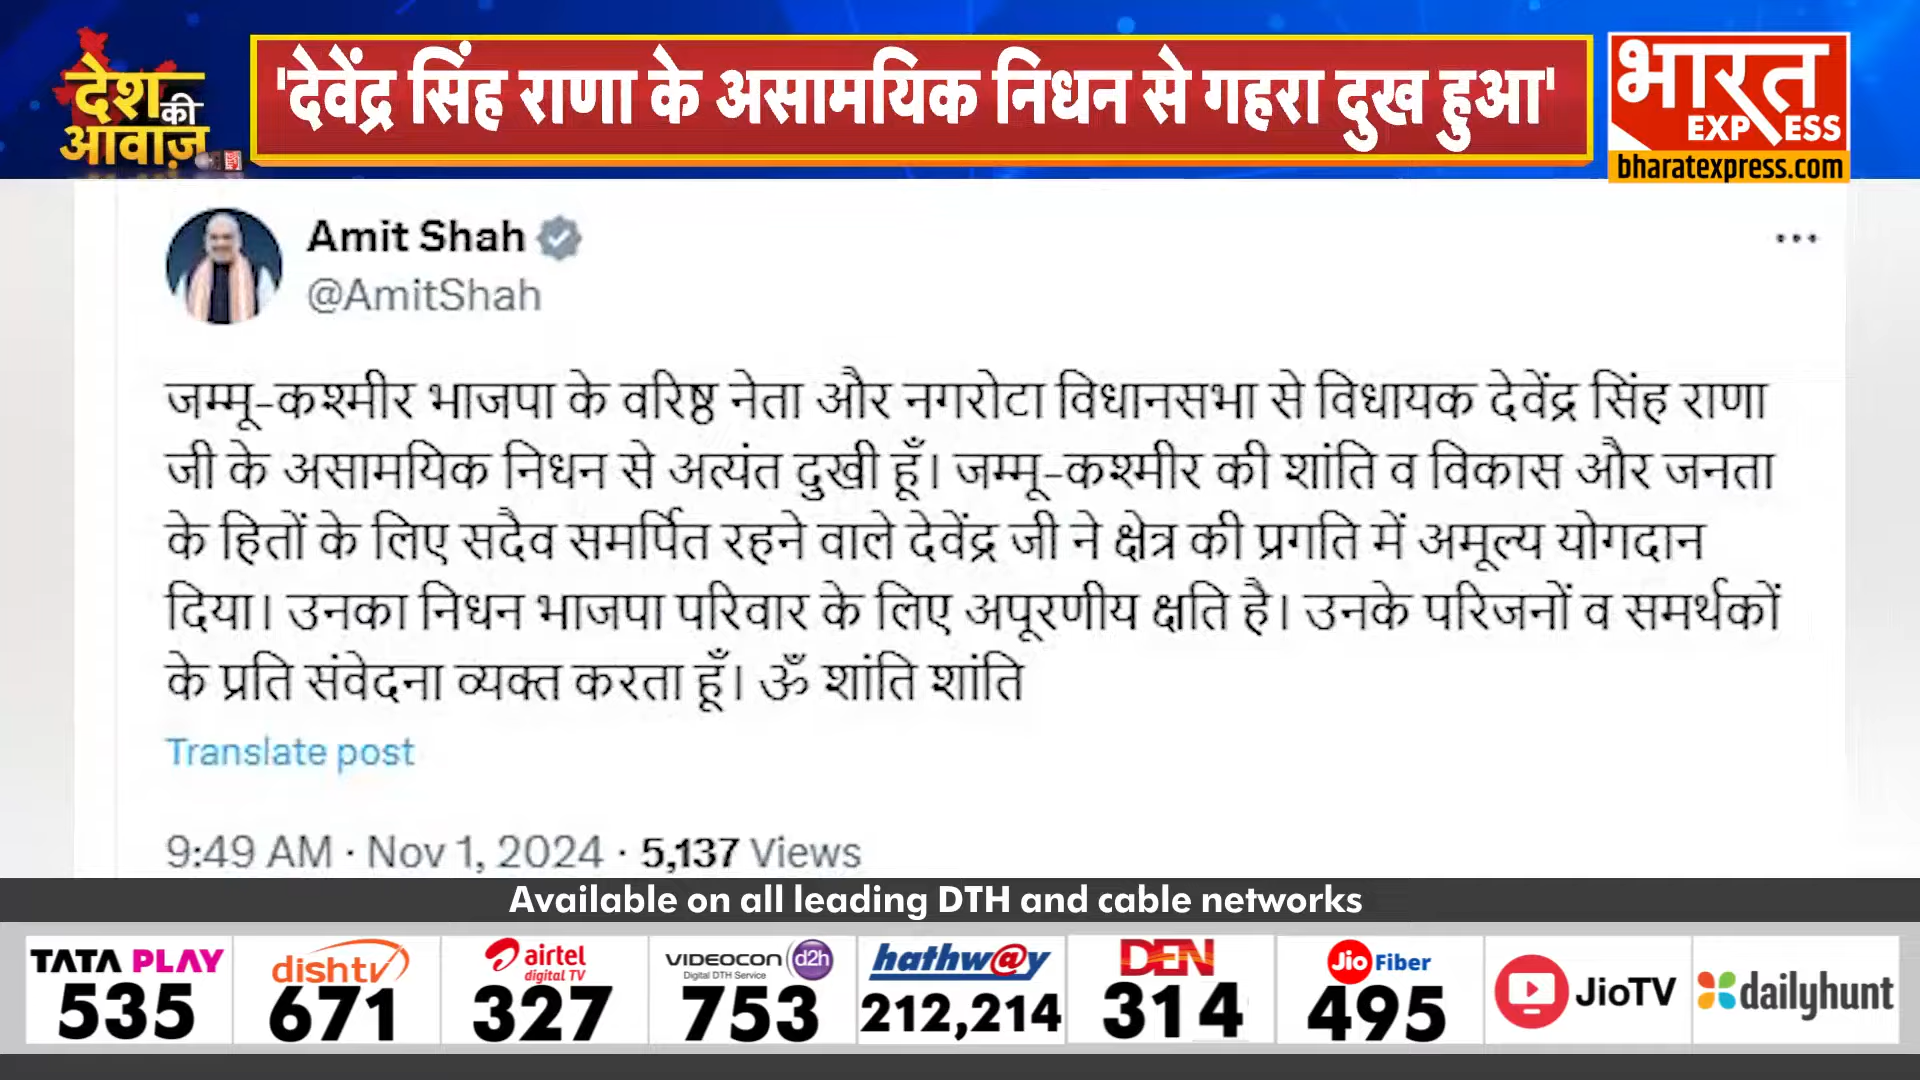 देश की आवाज़
'देवेंद्र सिंह राणा के असामयिक निधन से गहरा दुख हुआ'
भारत
EXPRESS
bharatexpress.com
Amit Shah
@AmitShah
जम्मू-कश्मीर भाजपा के वरिष्ठ नेता और नगरोटा विधानसभा से विधायक देवेंद्र सिंह राणा
जी के असामयिक निधन से अत्यंत दुखी हूँ। जम्मू-कश्मीर की शांति व विकास और जनता
के हितों के लिए सदैव समर्पित रहने वाले देवेंद्र जी ने क्षेत्र की प्रगति में अमूल्य योगदान
दिया। उनका निधन भाजपा परिवार के लिए अपूरणीय क्षति है। उनके परिजनों व समर्थकों
के प्रति संवेदना व्यक्त करता हूँ। ॐ शांति शांति
Translate post
9:49 AM · Nov 1, 2024 · 5,137 Views
Available on all leading DTH and cable networks
TATA PLAY
535
dishtv
671
airtel
digital TV
327
VIDEOCON d2h
Digital DTH Service
753
hathw@y
212,214
DEN
314
Jio Fiber
495
JioTV
dailyhunt